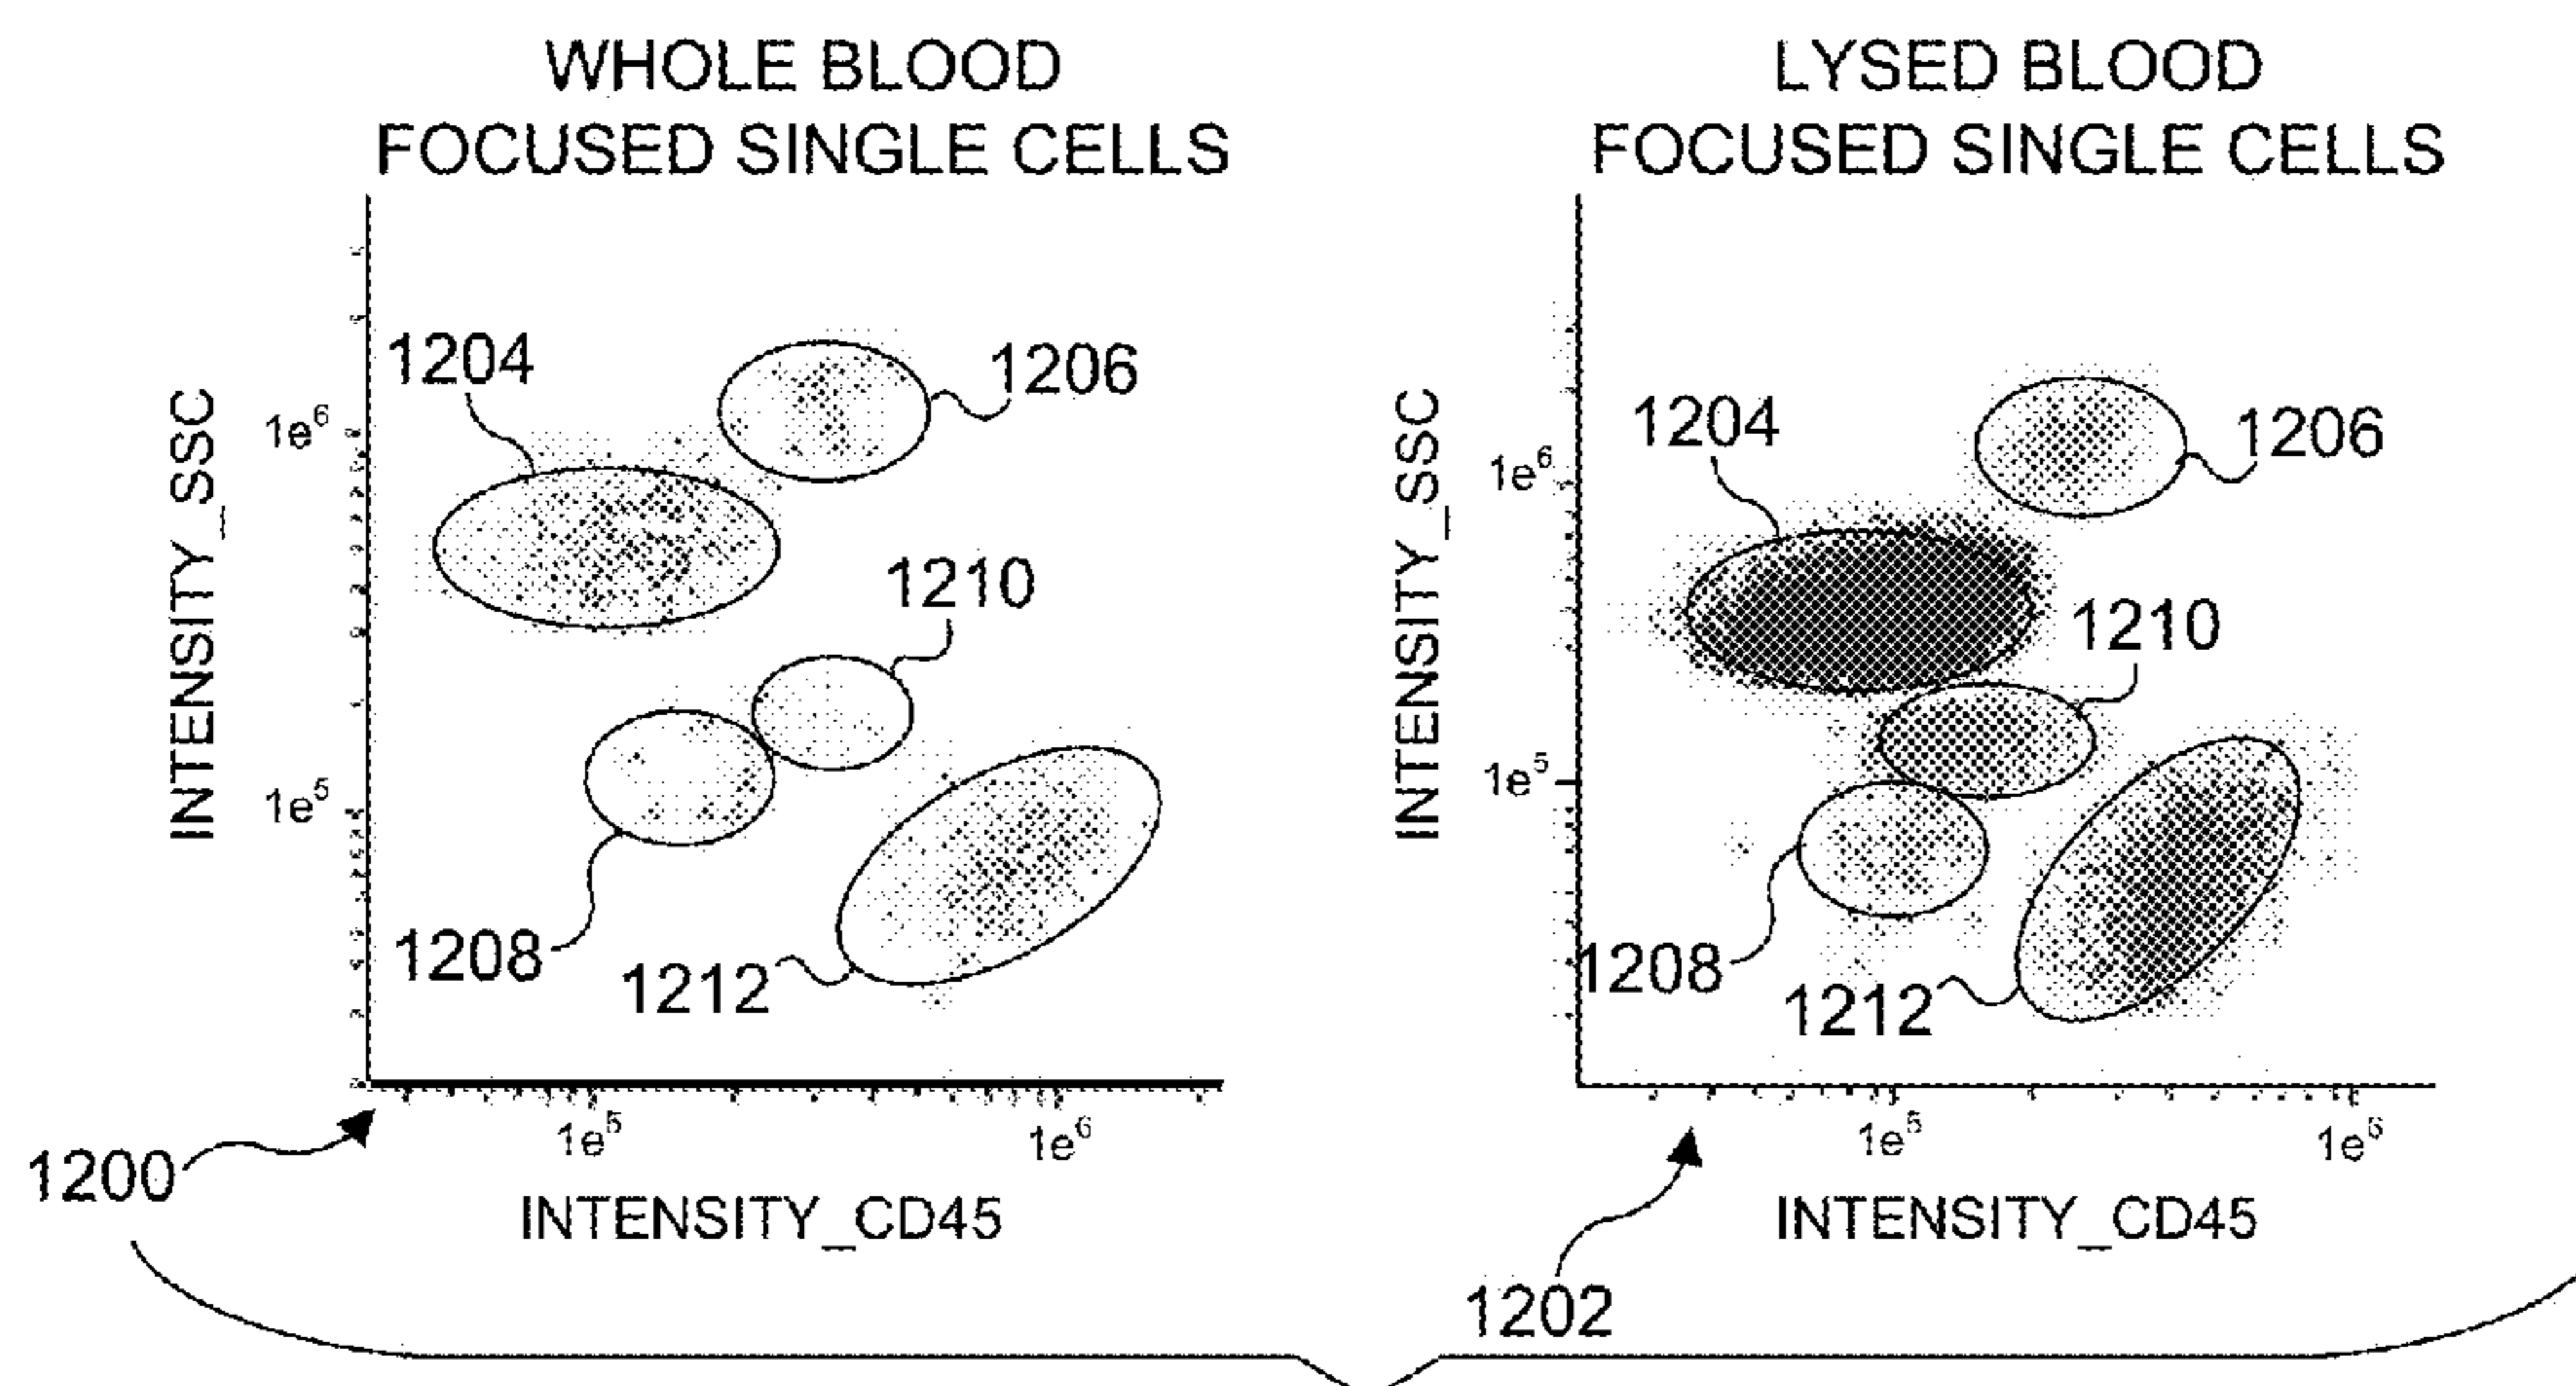 WHOLE BLOOD
FOCUSED SINGLE CELLS
1204
1206
1210
1208
1212
INTENSITY_SSC
1e6
1e5
1e5
1e6
INTENSITY_CD45
1200
LYSED BLOOD
FOCUSED SINGLE CELLS
1204
1206
1210
1208
1212
INTENSITY_SSC
1e6
1e5
1e5
1e6
INTENSITY_CD45
1202